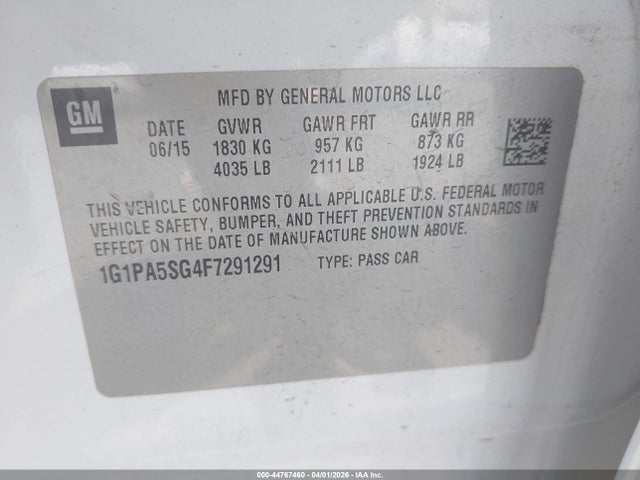 GM
MFD BY GENERAL MOTORS LLC
DATE GVWR GAWR FRT GAWR RR
06/15 1830 KG 957 KG 873 KG
4035 LB 2111 LB 1924 LB
THIS VEHICLE CONFORMS TO ALL APPLICABLE U.S. FEDERAL MOTOR
VEHICLE SAFETY, BUMPER, AND THEFT PREVENTION STANDARDS IN
EFFECT ON THE DATE OF MANUFACTURE SHOWN ABOVE.
1G1PA5SG4F7291291 TYPE: PASS CAR
000-44767460 - 04/01/2026 - IAA Inc.